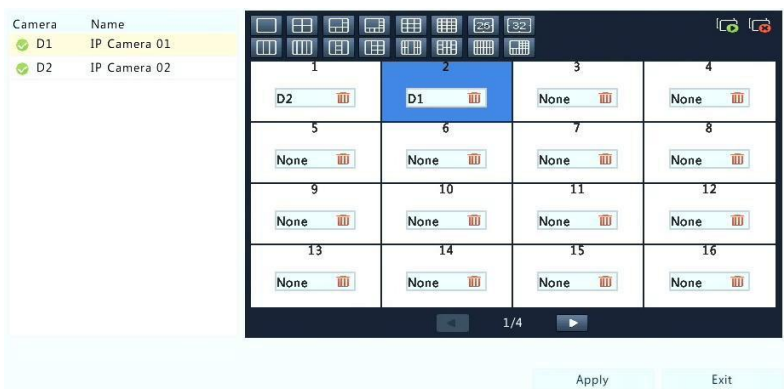 Camera Name
D1 IP Camera 01
D2 IP Camera 02
25 32
1 2 3 4
D2 D1 None None
5 6 7 8
None None None None
9 10 11 12
None None None None
13 14 15 16
None None None None
1/4
Apply Exit